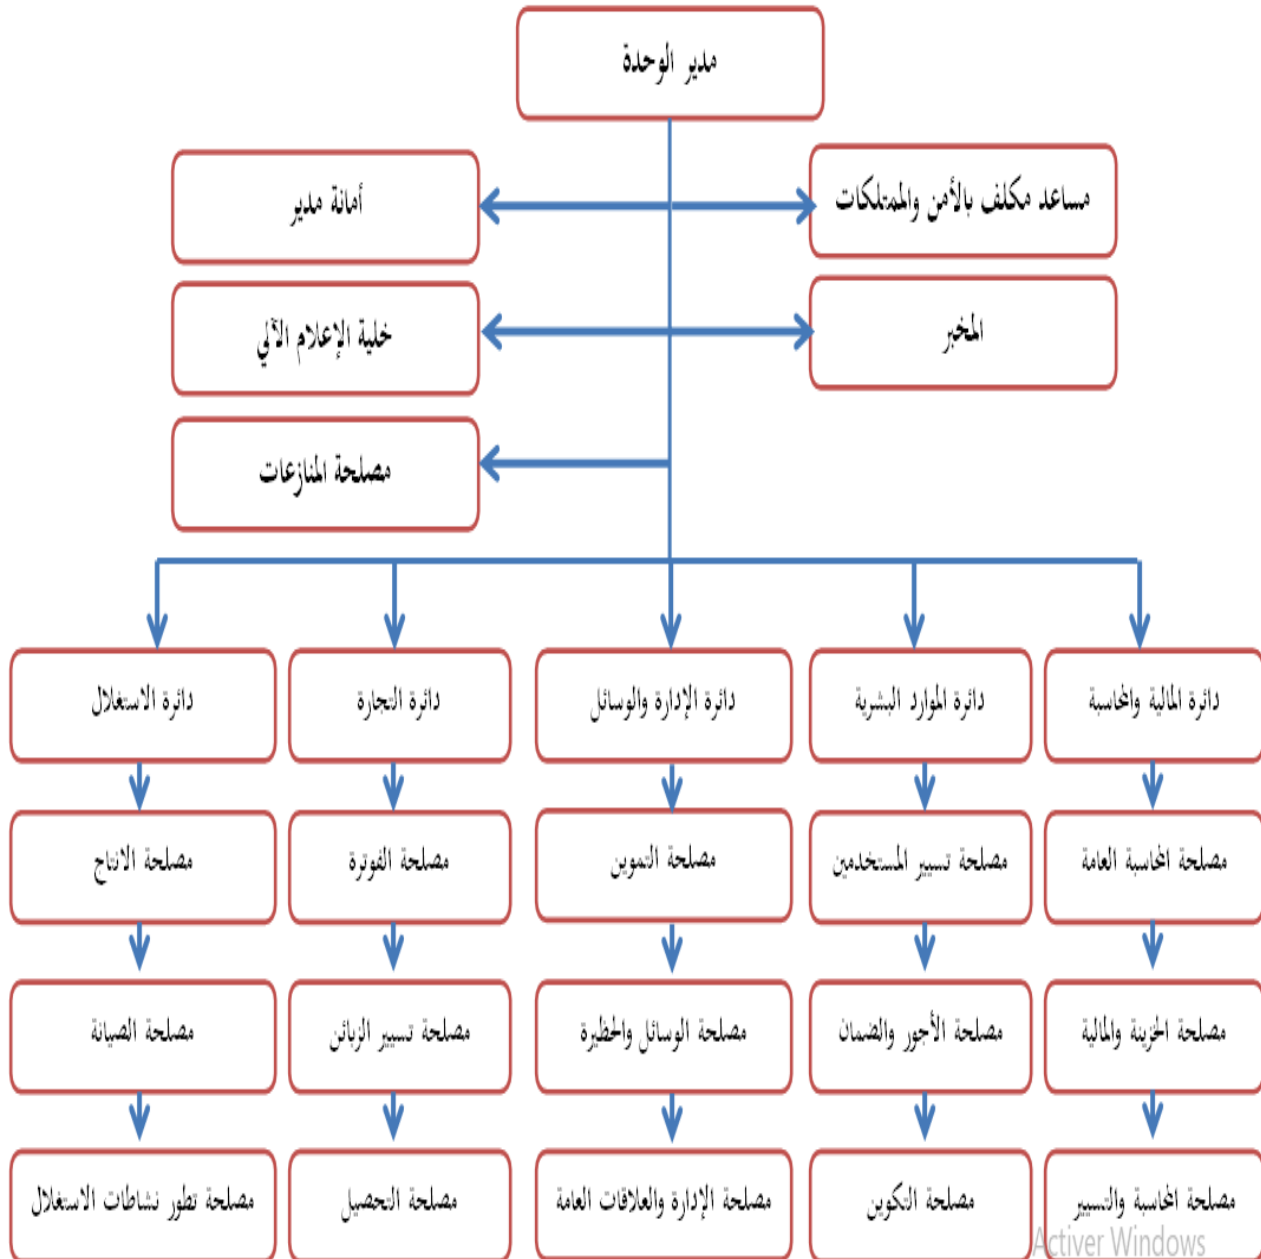 مدير الوحدة
مساعد مكلف بالأمن والممتلكات
أمانة مدير
المخبر
خلية الإعلام الآلي
مصلحة المنازعات
دائرة المالية والمحاسبة
دائرة الموارد البشرية
دائرة الإدارة والوسائل
دائرة التجارة
دائرة الاستغلال
مصلحة المحاسبة العامة
مصلحة تسيير المستخدمين
مصلحة التموين
مصلحة الفوترة
مصلحة الانتاج
مصلحة الخزينة والمالية
مصلحة الأجور والضمان
مصلحة الوسائل والحظيرة
مصلحة تسيير الزبائن
مصلحة الصيانة
مصلحة المحاسبة والتسيير
مصلحة التكوين
مصلحة الإدارة والعلاقات العامة
مصلحة التحصيل
مصلحة تطور نشاطات الاستغلال
Activer Windows